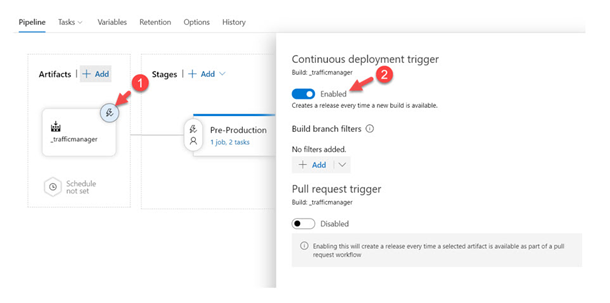 Pipeline Tasks Variables Retention Options History
Artifacts | + Add
Stages | + Add
1
_trafficmanager
Schedule
not set
Pre-Production
1 job, 2 tasks
Continuous deployment trigger
Build: _trafficmanager
2
Enabled
Creates a release every time a new build is available.
Build branch filters
No filters added.
+ Add
Pull request trigger
Build: _trafficmanager
Disabled
Enabling this will create a release every time a selected artifact is available as part of a pull
request workflow